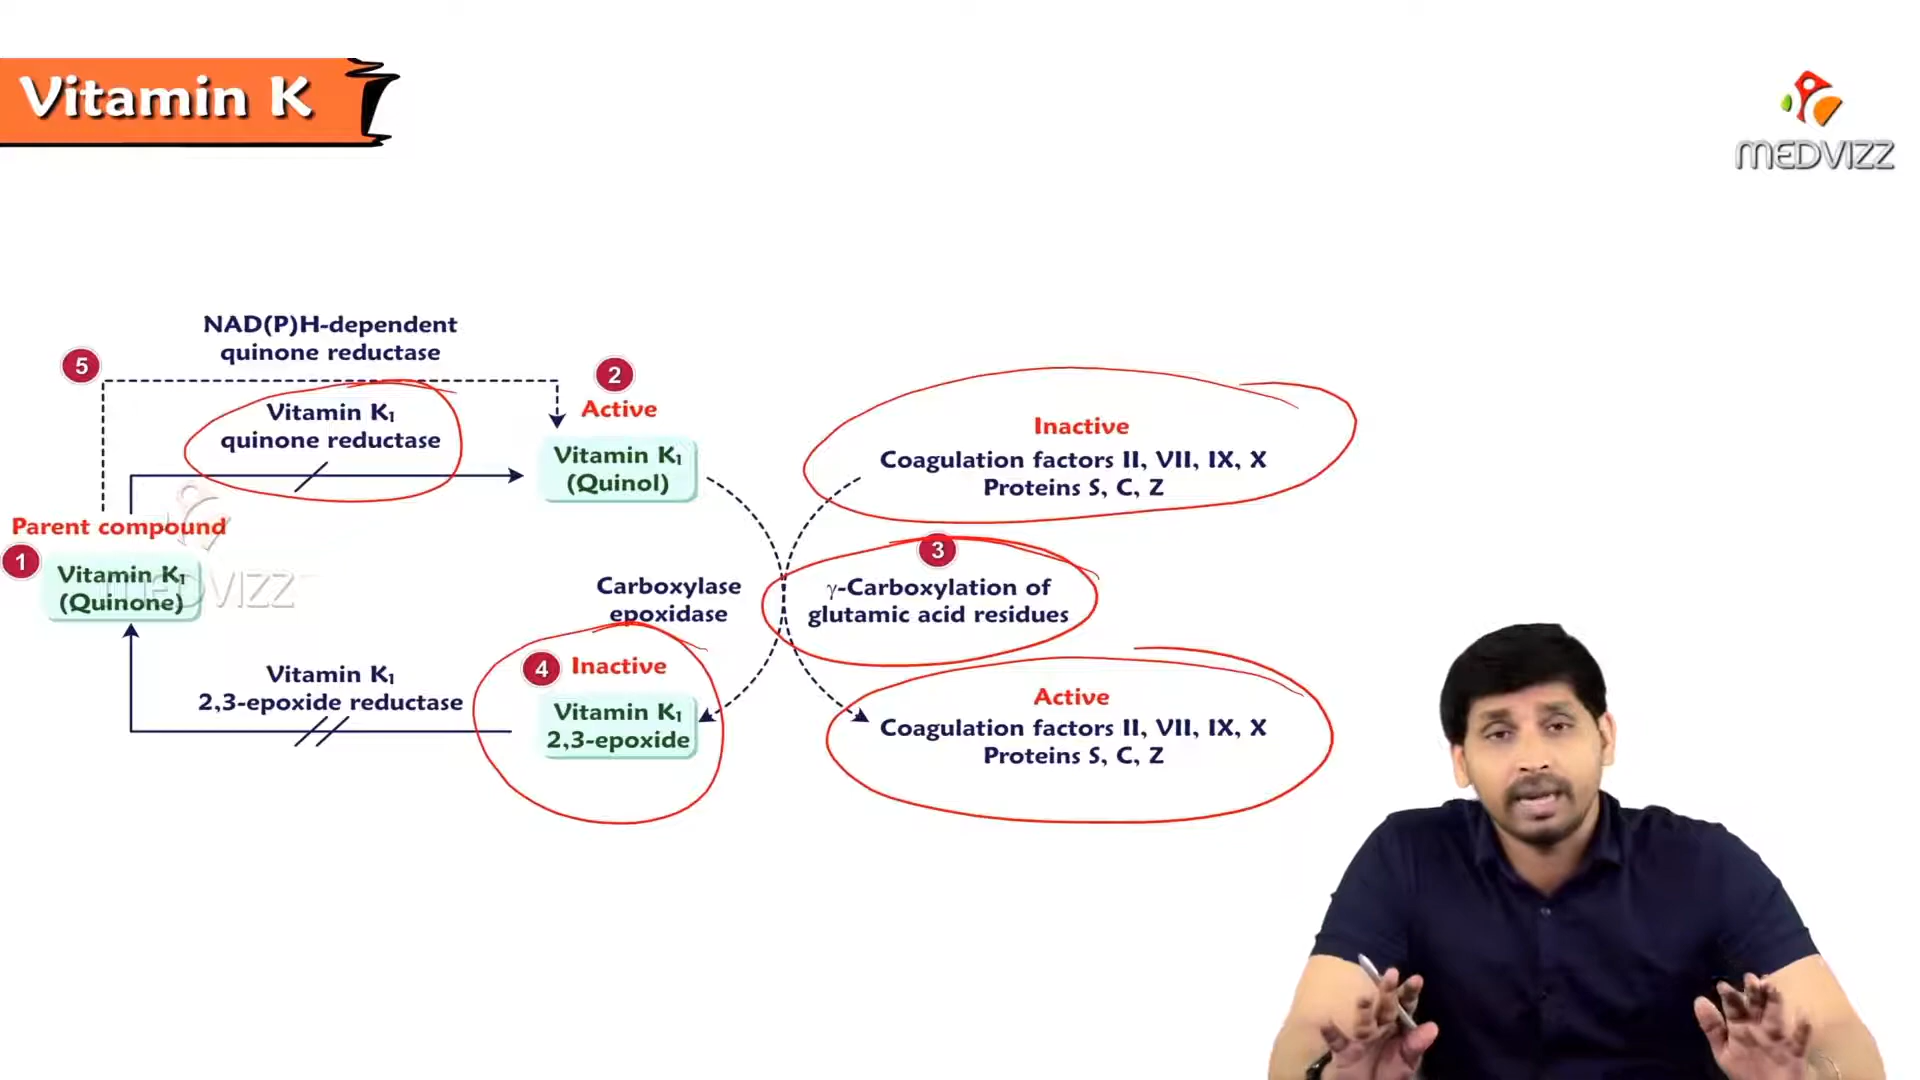 Vitamin K
MEDVIZZ
NAD(P)H-dependent
quinone reductase
5
2
Active
Vitamin K₁
quinone reductase
Vitamin K₁
(Quinol)
Inactive
Coagulation factors II, VII, IX, X
Proteins S, C, Z
Parent compound
1
Vitamin K₁
(Quinone)
MEDVIZZ
Carboxylase
epoxidase
3
γ-Carboxylation of
glutamic acid residues
4
Inactive
Vitamin K₁
2,3-epoxide reductase
Vitamin K₁
2,3-epoxide
Active
Coagulation factors II, VII, IX, X
Proteins S, C, Z